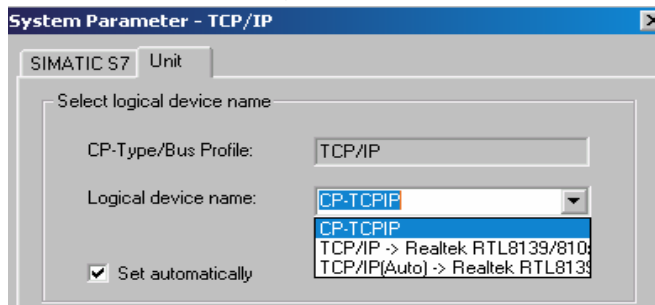 System Parameter - TCP/IP
SIMATIC S7 Unit
Select logical device name
CP-Type/Bus Profile: TCP/IP
Logical device name: CP-TCPIP
CP-TCPIP
TCP/IP -> Realtek RTL8139/810
TCP/IP(Auto) -> Realtek RTL8139
Set automatically